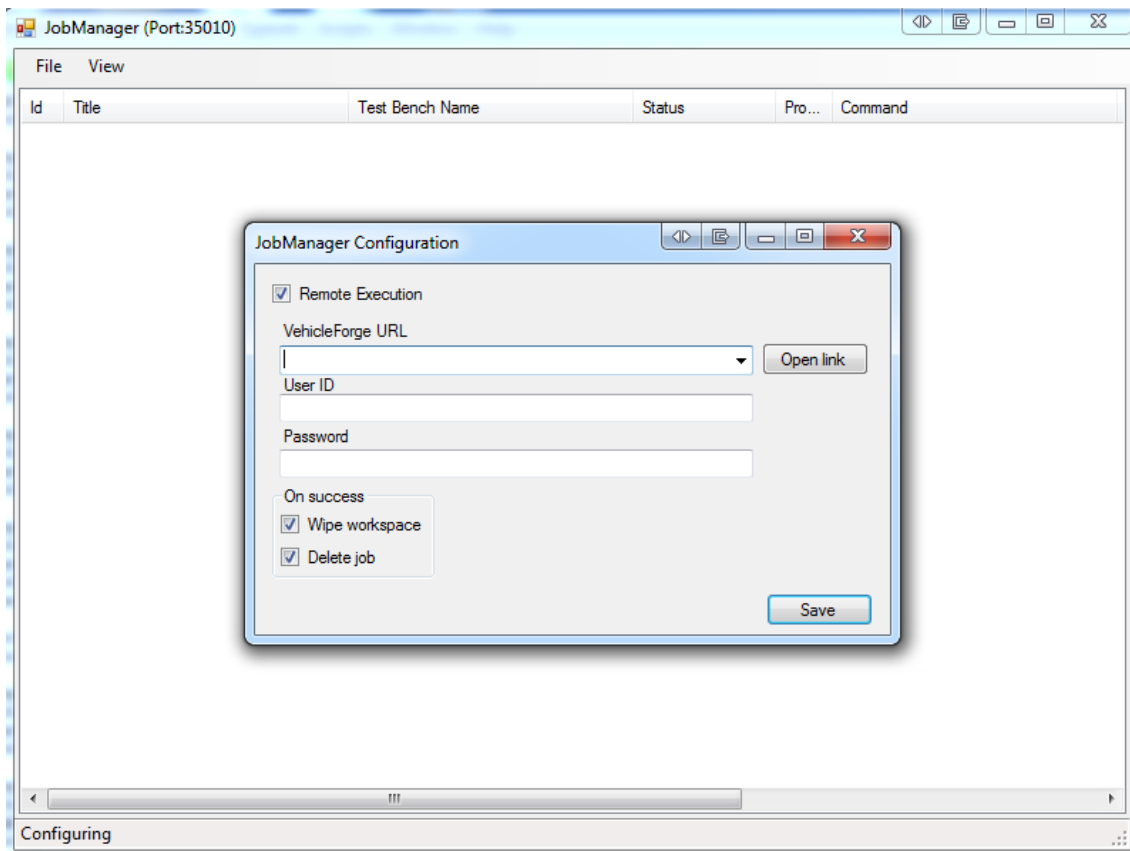 JobManager (Port:35010)
File View
Id Title Test Bench Name Status Pro... Command
JobManager Configuration
Remote Execution
VehicleForge URL
Open link
User ID
Password
On success
Wipe workspace
Delete job
Save
Configuring